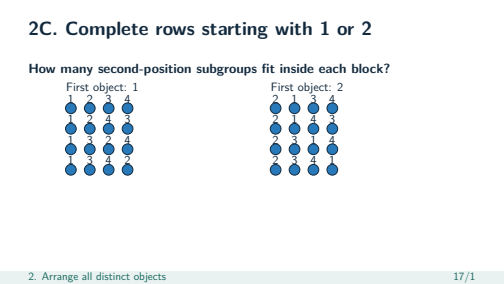 2C. Complete rows starting with 1 or 2
How many second-position subgroups fit inside each block?
First object: 1
1 2 3 4
1 2 4 3
1 3 2 4
1 3 4 2
First object: 2
2 1 3 4
2 1 4 3
2 3 1 4
2 3 4 1
2. Arrange all distinct objects
17/1